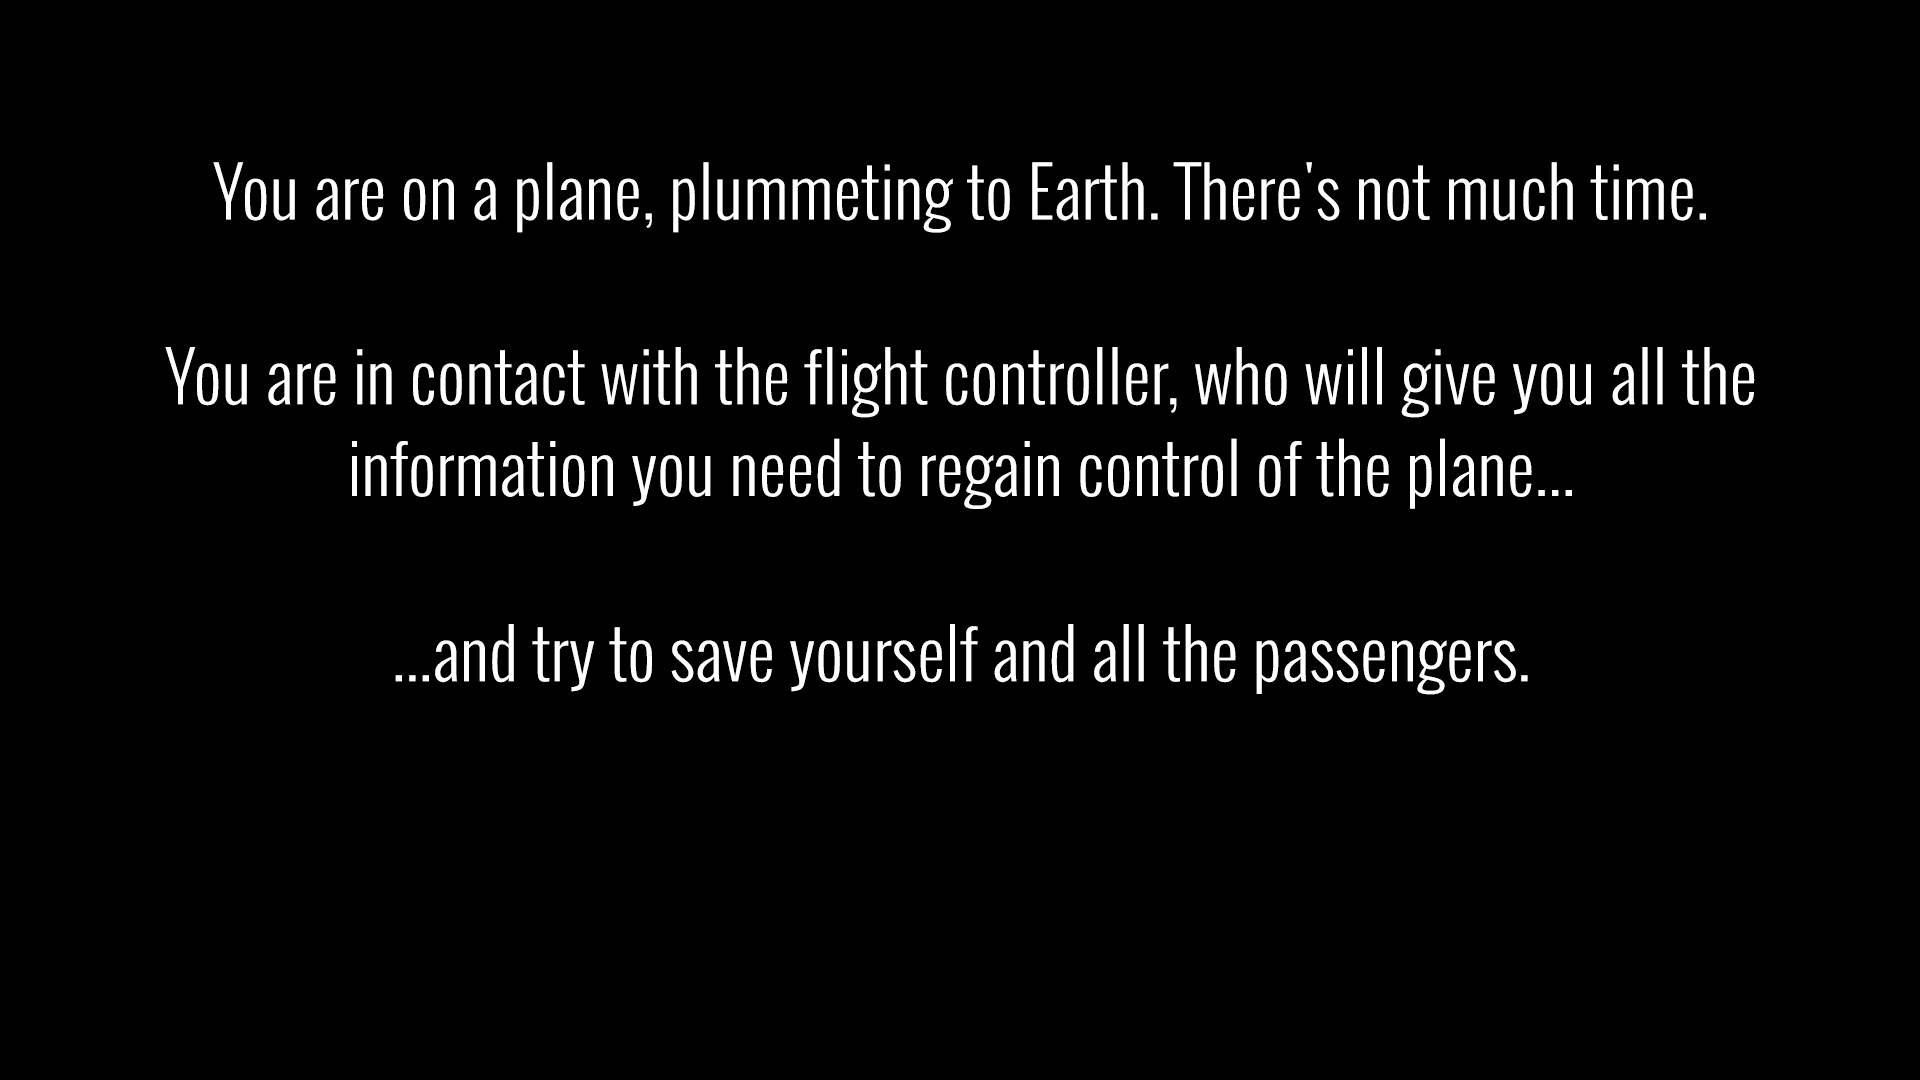 You are on a plane, plummeting to Earth. There's not much time.
You are in contact with the flight controller, who will give you all the
information you need to regain control of the plane...
...and try to save yourself and all the passengers.